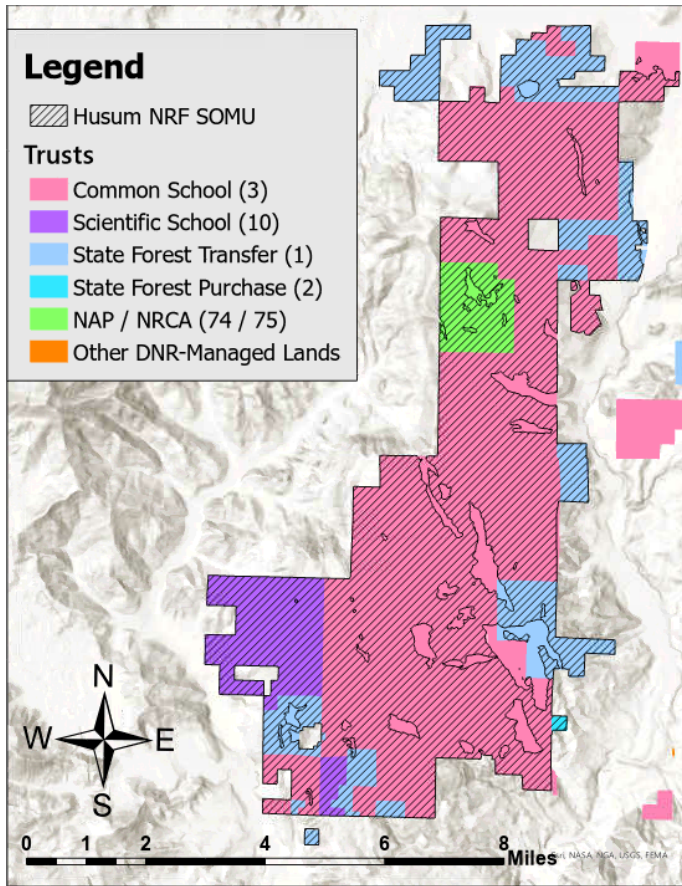 Legend
Husum NRF SOMU
Trusts
Common School (3)
Scientific School (10)
State Forest Transfer (1)
State Forest Purchase (2)
NAP / NRCA (74 / 75)
Other DNR-Managed Lands
N
W E
S
0 1 2 4 6 8 Miles
Esri, NASA, NGA, USGS, FEMA